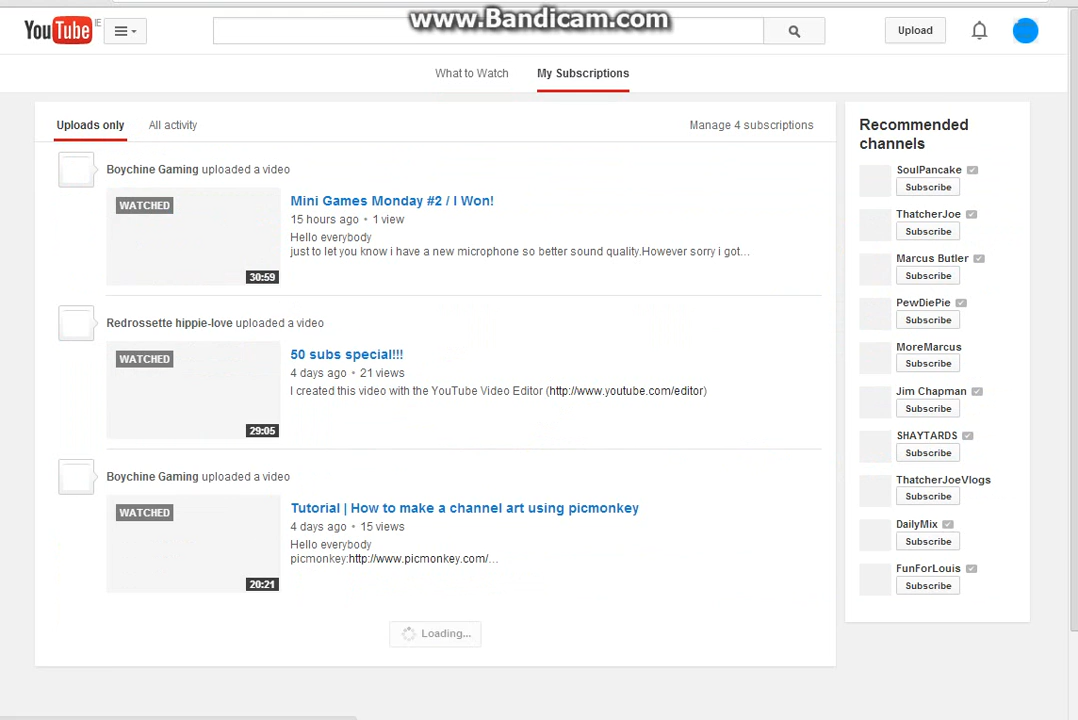 www.Bandicam.com
YouTube IE
Upload
What to Watch
My Subscriptions
Uploads only
All activity
Manage 4 subscriptions
Boychine Gaming uploaded a video
WATCHED
30:59
Mini Games Monday #2 / I Won!
15 hours ago • 1 view
Hello everybody
just to let you know i have a new microphone so better sound quality.However sorry i got...
Redrossette hippie-love uploaded a video
WATCHED
29:05
50 subs special!!!
4 days ago • 21 views
I created this video with the YouTube Video Editor (http://www.youtube.com/editor)
Boychine Gaming uploaded a video
WATCHED
20:21
Tutorial | How to make a channel art using picmonkey
4 days ago • 15 views
Hello everybody
picmonkey:http://www.picmonkey.com/...
Loading...
Recommended
channels
SoulPancake
Subscribe
ThatcherJoe
Subscribe
Marcus Butler
Subscribe
PewDiePie
Subscribe
MoreMarcus
Subscribe
Jim Chapman
Subscribe
SHAYTARDS
Subscribe
ThatcherJoeVlogs
Subscribe
DailyMix
Subscribe
FunForLouis
Subscribe